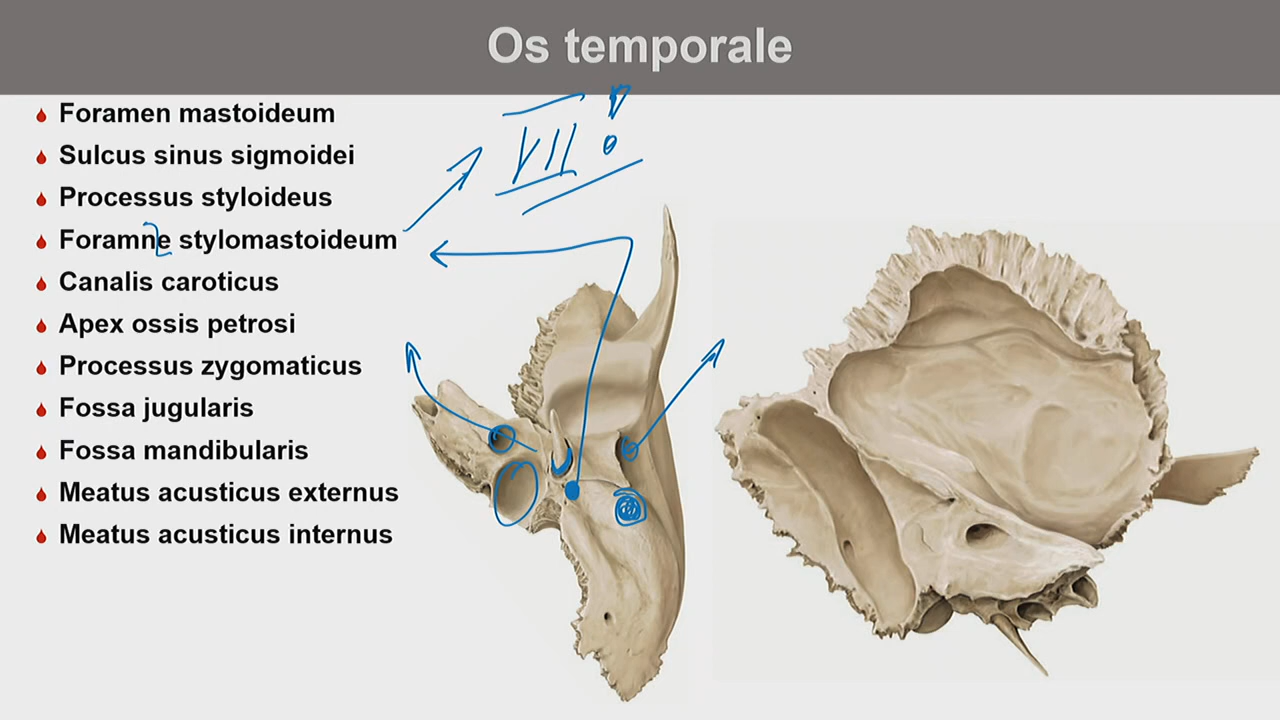 Os temporale
Foramen mastoideum
Sulcus sinus sigmoidei
Processus styloideus
Foramne stylomastoideum
Canalis caroticus
Apex ossis petrosi
Processus zygomaticus
Fossa jugularis
Fossa mandibularis
Meatus acusticus externus
Meatus acusticus internus
VII !